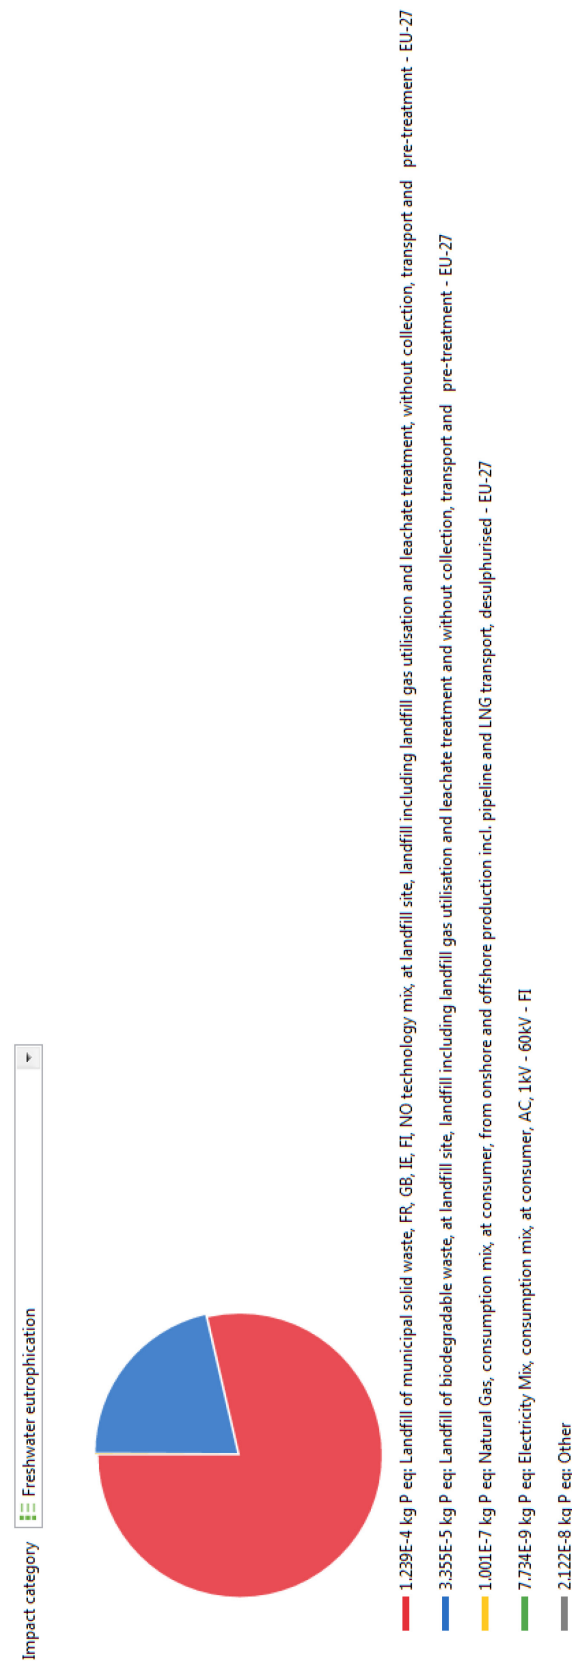 Impact category Freshwater eutrophication
1.239E-4 kg P eq: Landfill of municipal solid waste, FR, GB, IE, FI, NO technology mix, at landfill site, landfill including landfill gas utilisation and leachate treatment, without collection, transport and pre-treatment - EU-27
3.355E-5 kg P eq: Landfill of biodegradable waste, at landfill site, landfill including landfill gas utilisation and leachate treatment and without collection, transport and pre-treatment - EU-27
1.001E-7 kg P eq: Natural Gas, consumption mix, at consumer, from onshore and offshore production incl. pipeline and LNG transport, desulphurised - EU-27
7.734E-9 kg P eq: Electricity Mix, consumption mix, at consumer, AC, 1kV - 60kV - FI
2.122E-8 kg P eq: Other